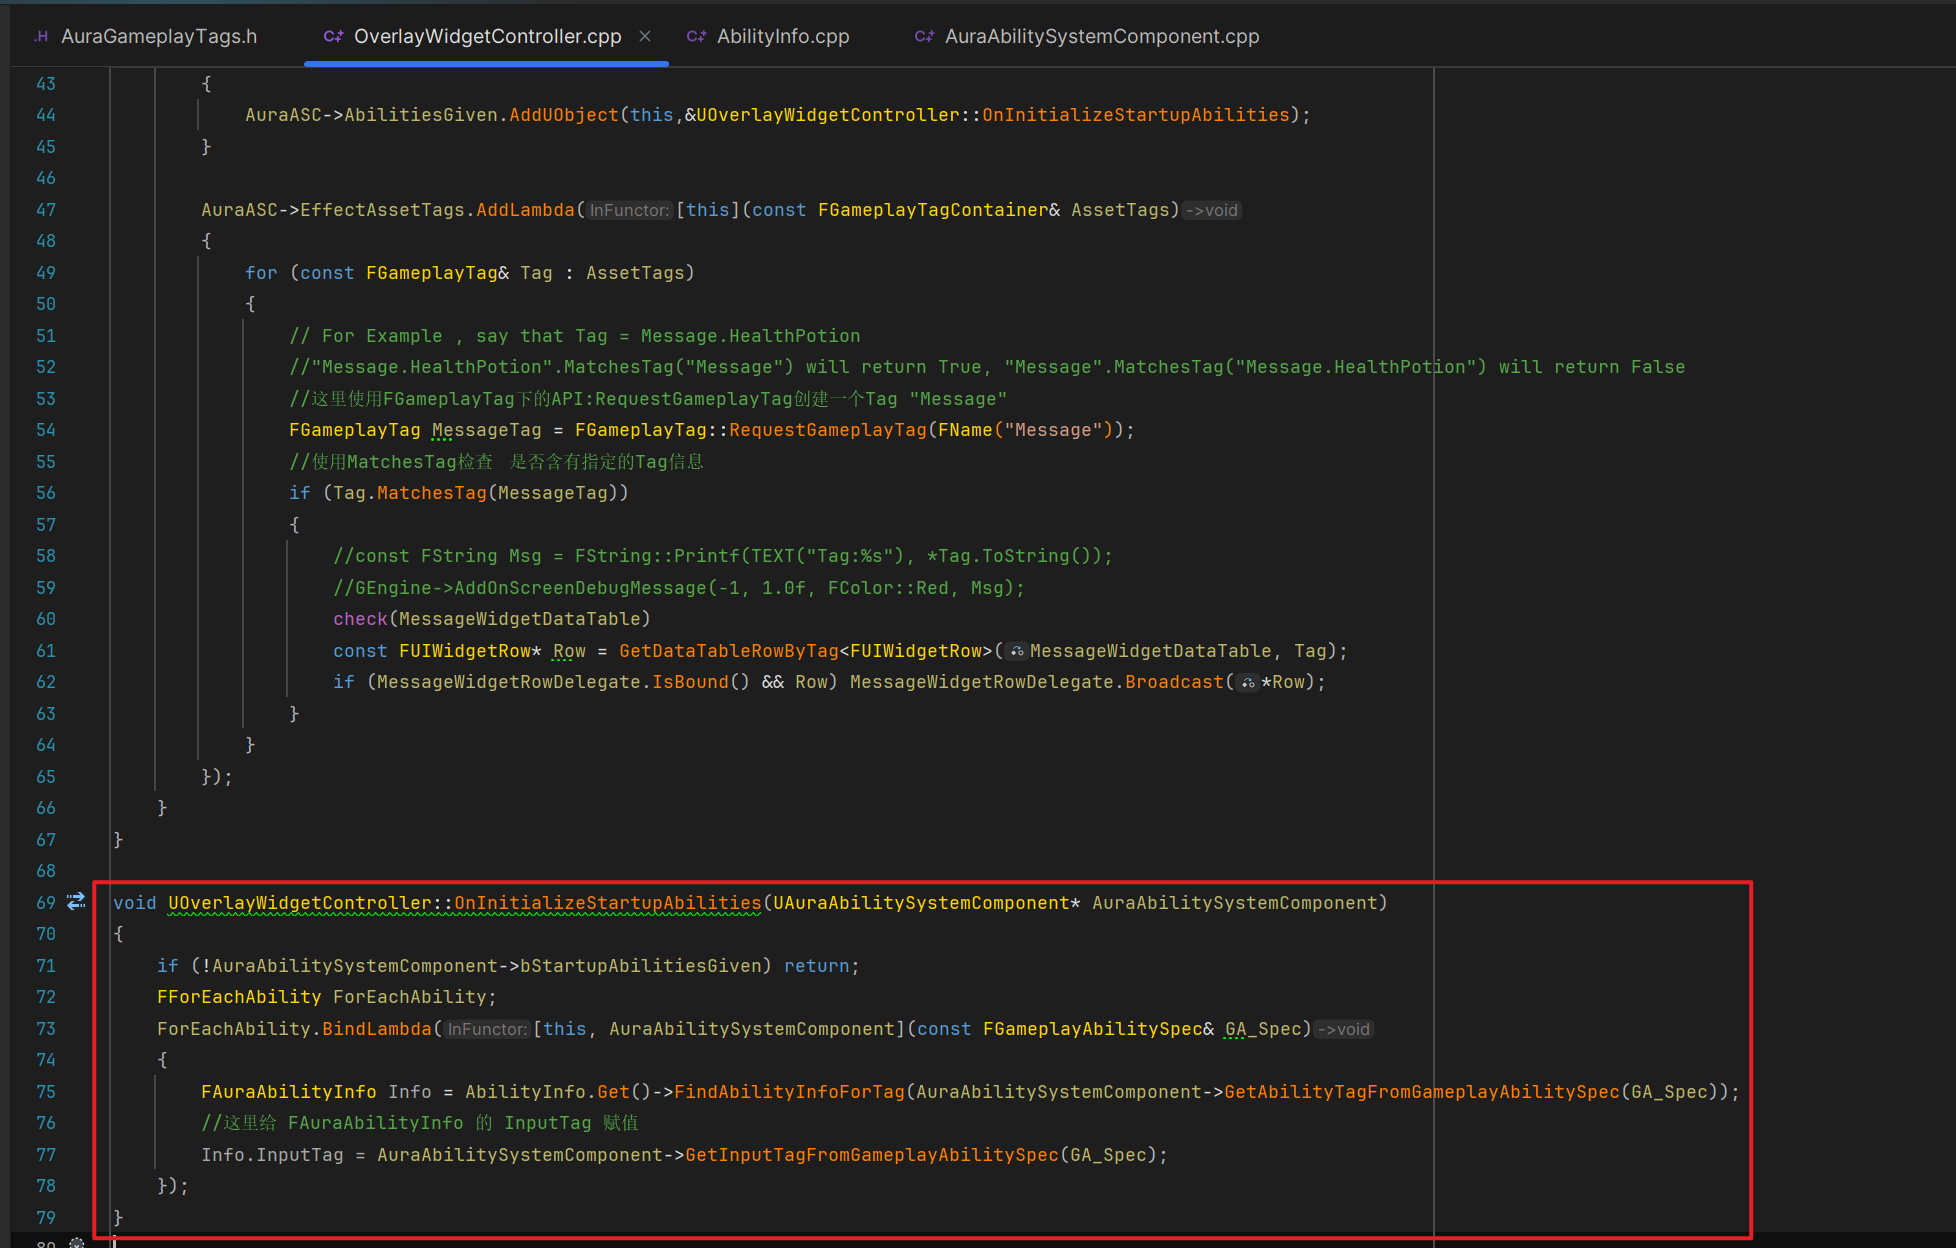 .H AuraGameplayTags.h C++ OverlayWidgetController.cpp × C++ AbilityInfo.cpp C++ AuraAbilitySystemComponent.cpp
43 {
44 AuraASC->AbilitiesGiven.AddUObject(this,&UOverlayWidgetController::OnInitializeStartupAbilities);
45 }
46
47 AuraASC->EffectAssetTags.AddLambda( InFunctor: [this](const FGameplayTagContainer& AssetTags) ->void
48 {
49 for (const FGameplayTag& Tag : AssetTags)
50 {
51 // For Example , say that Tag = Message.HealthPotion
52 //"Message.HealthPotion".MatchesTag("Message") will return True, "Message".MatchesTag("Message.HealthPotion") will return False
53 //这里使用FGameplayTag下的API:RequestGameplayTag创建一个Tag "Message"
54 FGameplayTag MessageTag = FGameplayTag::RequestGameplayTag(FName("Message"));
55 //使用MatchesTag检查 是否含有指定的Tag信息
56 if (Tag.MatchesTag(MessageTag))
57 {
58 //const FString Msg = FString::Printf(TEXT("Tag:%s"), *Tag.ToString());
59 //GEngine->AddOnScreenDebugMessage(-1, 1.0f, FColor::Red, Msg);
60 check(MessageWidgetDataTable)
61 const FUIWidgetRow* Row = GetDataTableRowByTag<FUIWidgetRow>(MessageWidgetDataTable, Tag);
62 if (MessageWidgetRowDelegate.IsBound() && Row) MessageWidgetRowDelegate.Broadcast(*Row);
63 }
64 }
65 });
66 }
67 }
68
69 void UOverlayWidgetController::OnInitializeStartupAbilities(UAuraAbilitySystemComponent* AuraAbilitySystemComponent)
70 {
71 if (!AuraAbilitySystemComponent->bStartupAbilitiesGiven) return;
72 FForEachAbility ForEachAbility;
73 ForEachAbility.BindLambda( InFunctor: [this, AuraAbilitySystemComponent](const FGameplayAbilitySpec& GA_Spec) ->void
74 {
75 FAuraAbilityInfo Info = AbilityInfo.Get()->FindAbilityInfoForTag(AuraAbilitySystemComponent->GetAbilityTagFromGameplayAbilitySpec(GA_Spec));
76 //这里给 FAuraAbilityInfo 的 InputTag 赋值
77 Info.InputTag = AuraAbilitySystemComponent->GetInputTagFromGameplayAbilitySpec(GA_Spec);
78 });
79 }
80